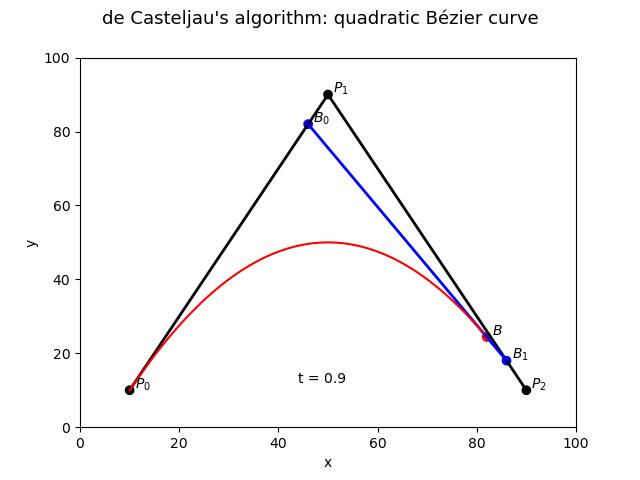 de Casteljau's algorithm: quadratic Bézier curve
100
80
60
40
20
0
y
P₁
B₀
B
B₁
P₀
P₂
t = 0.9
0 20 40 60 80 100
x